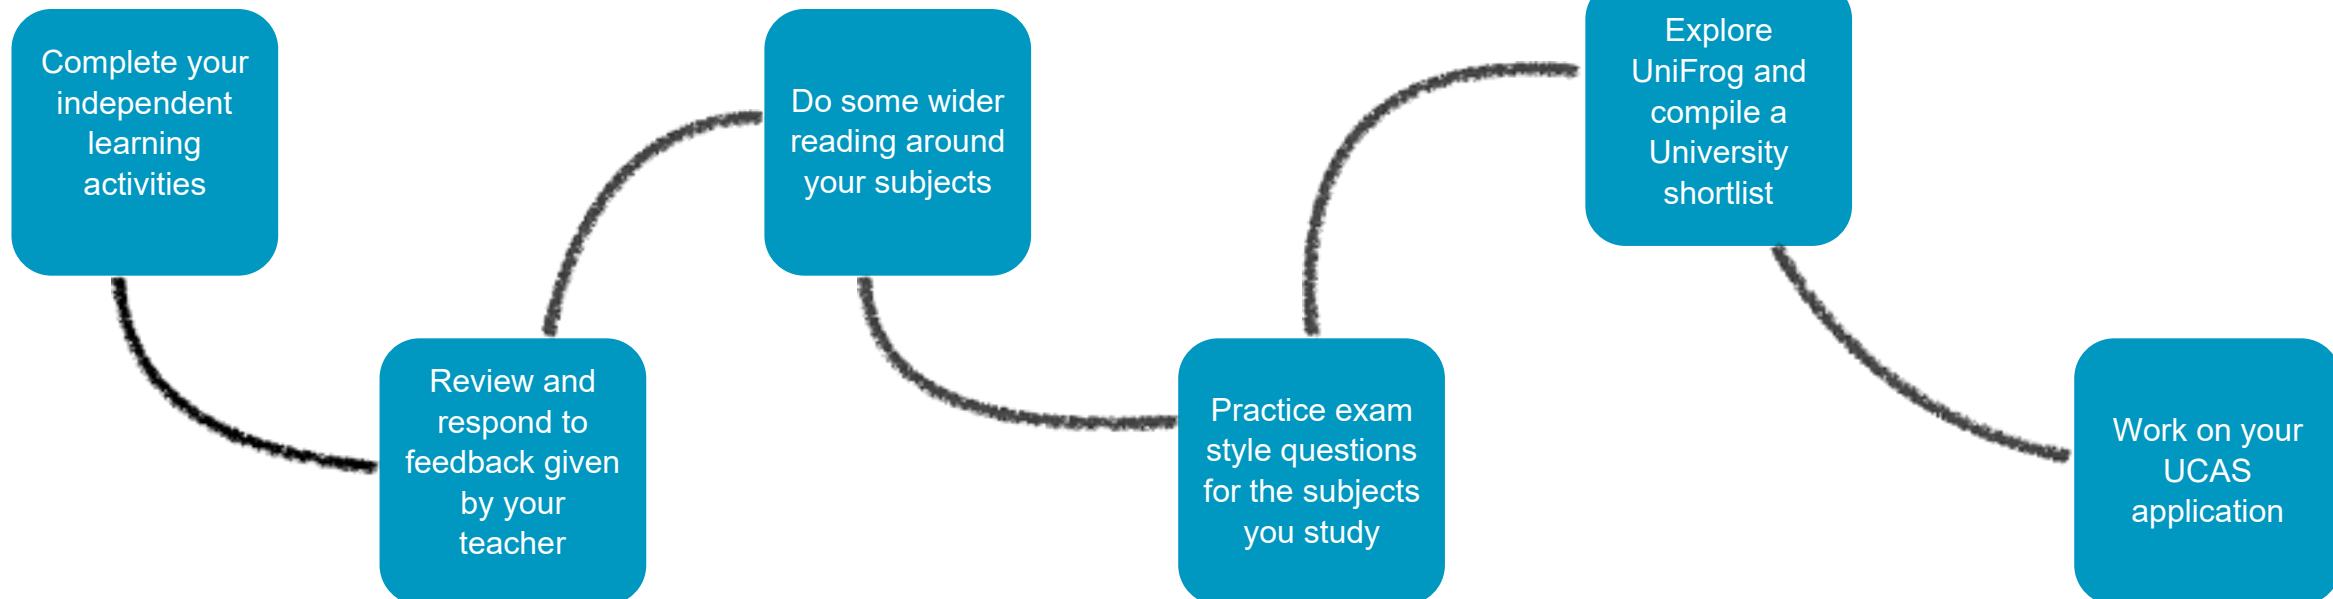 Complete your
independent
learning
activities
Review and
respond to
feedback given
by your
teacher
Do some wider
reading around
your subjects
Practice exam
style questions
for the subjects
you study
Explore
UniFrog and
compile a
University
shortlist
Work on your
UCAS
application